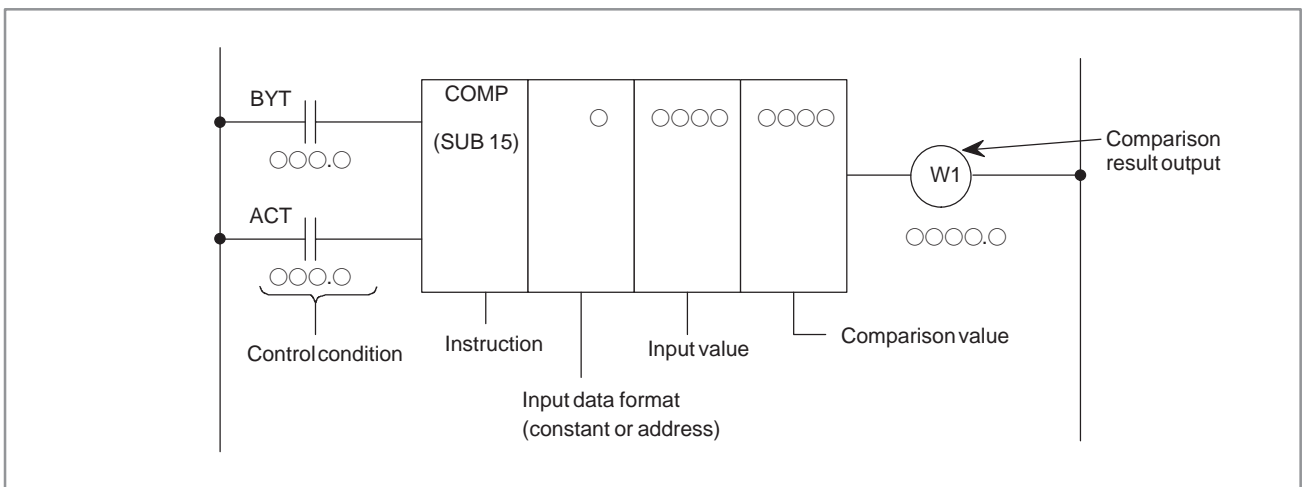 BYT
○○○.○
ACT
○○○.○
Control condition
COMP
(SUB 15)
○
○○○○
○○○○
Instruction
Input data format
(constant or address)
Input value
Comparison value
W1
○○○○.○
Comparison
result output